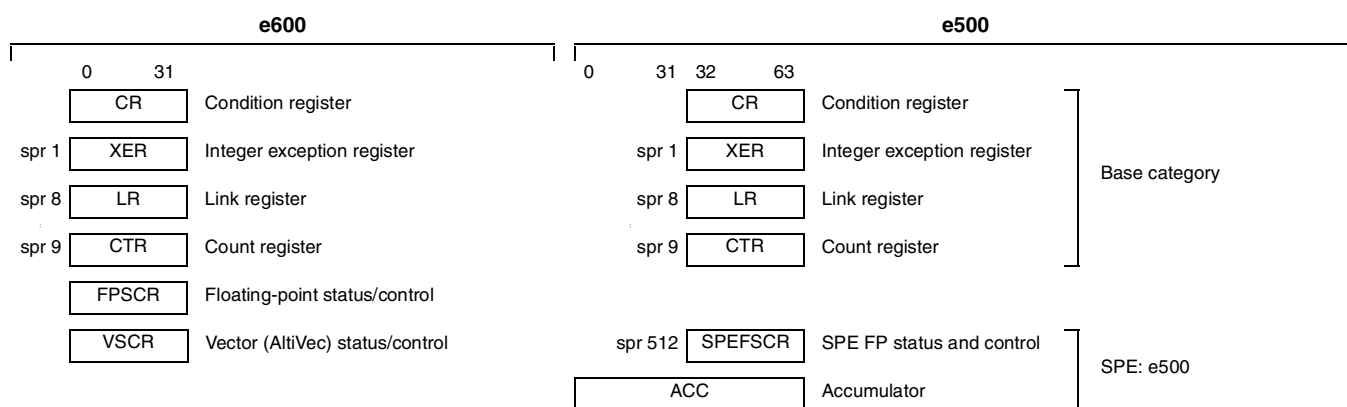 e600 e500
0 31 0 31 32 63
CR Condition register CR Condition register
spr 1 XER Integer exception register spr 1 XER Integer exception register
Base category
spr 8 LR Link register spr 8 LR Link register
spr 9 CTR Count register spr 9 CTR Count register
FPSCR Floating-point status/control
VSCR Vector (AltiVec) status/control spr 512 SPEFSCR SPE FP status and control
SPE: e500
ACC Accumulator